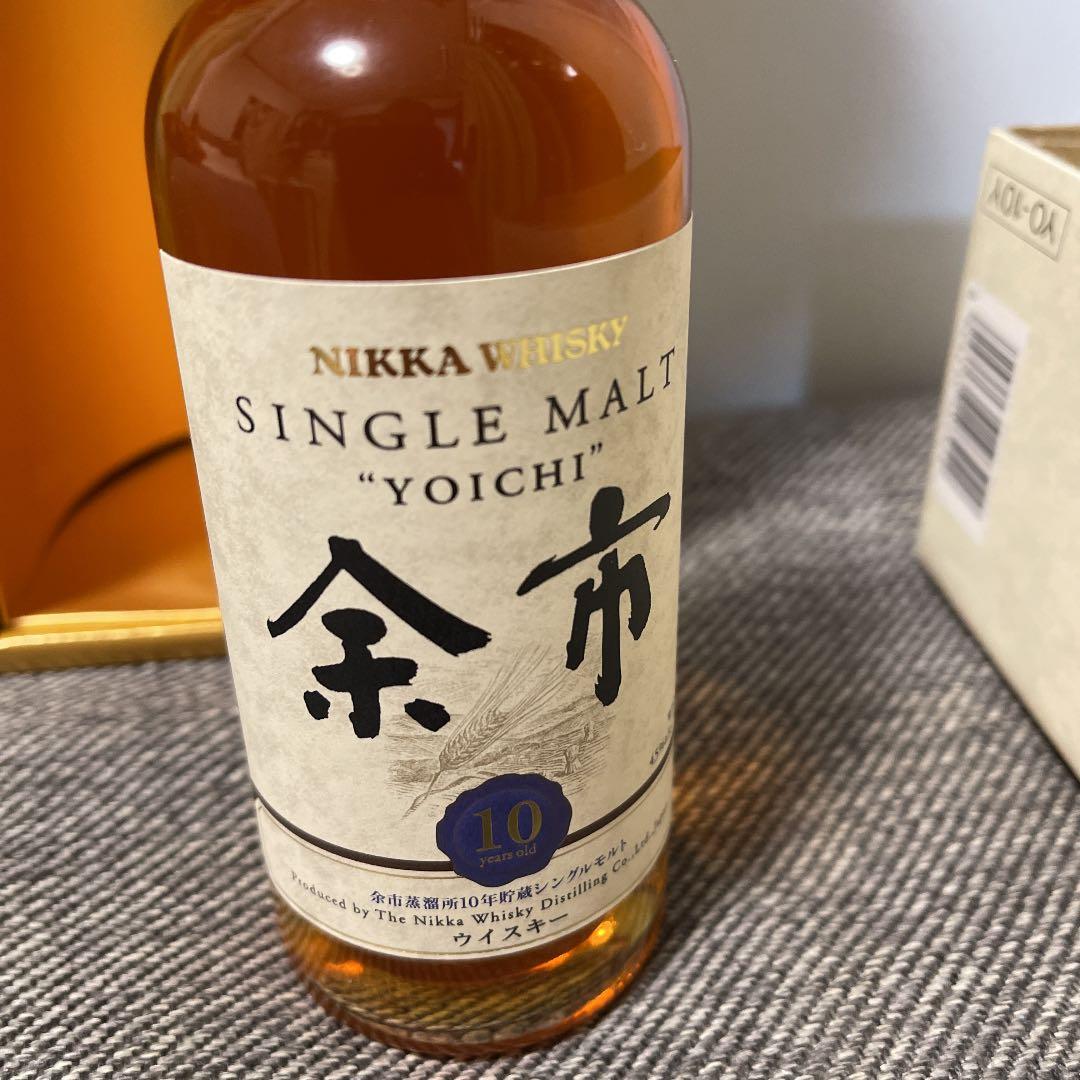 NIKKA WHISKY
SINGLE MALT
“YOICHI”
余市
10
years old
余市蒸溜所10年貯蔵シングルモルト
Produced by The Nikka Whisky Distilling Co.,Ltd.,
ウイスキー
YO-10Y